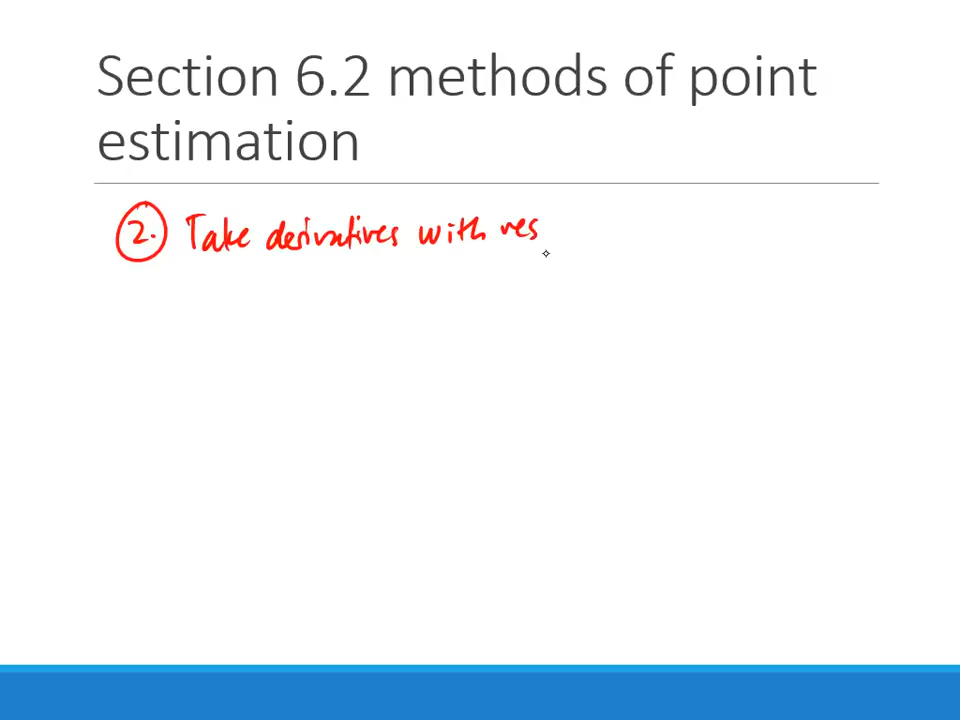 Section 6.2 methods of point
estimation
2. Take derivatives with res